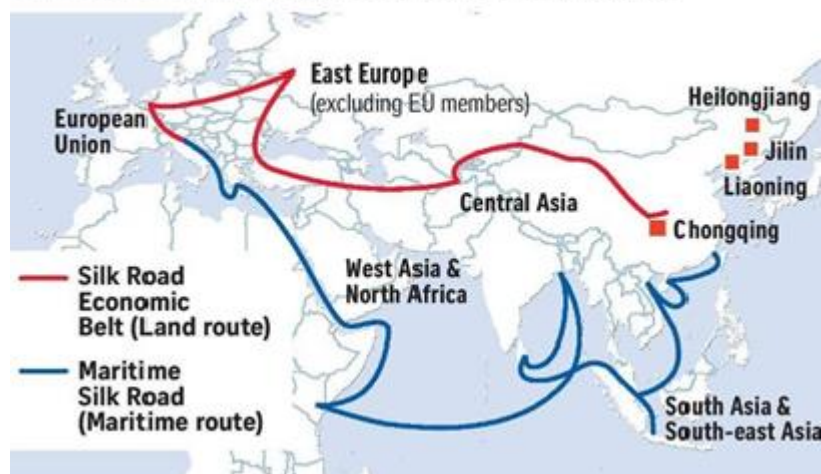 East Europe
(excluding EU members)
European
Union
Heilongjiang
Jilin
Liaoning
Central Asia
Chongqing
West Asia &
North Africa
Silk Road
Economic
Belt (Land route)
Maritime
Silk Road
(Maritime route)
South Asia &
South-east Asia